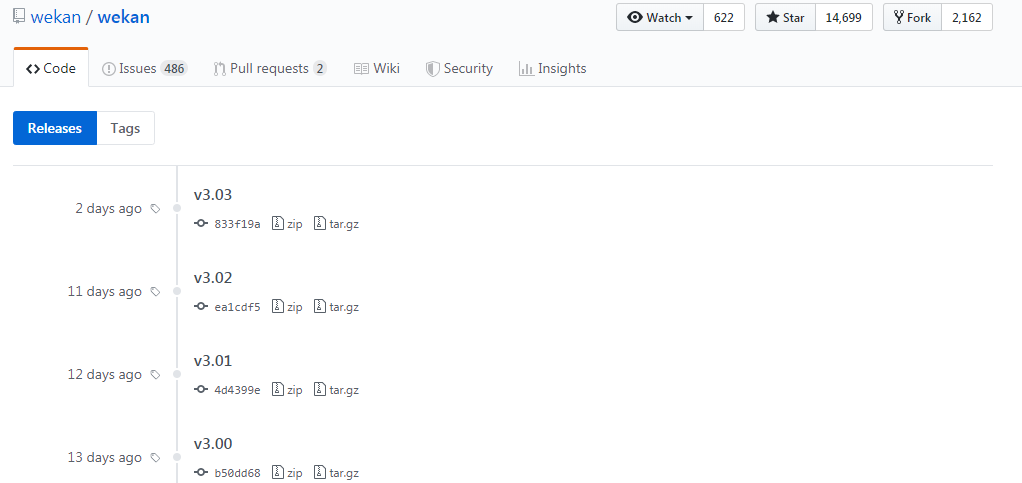 wekan / wekan
Watch 622
Star 14,699
Fork 2,162
Code
Issues 486
Pull requests 2
Wiki
Security
Insights
Releases
Tags
2 days ago
v3.03
833f19a zip tar.gz
11 days ago
v3.02
ea1cdf5 zip tar.gz
12 days ago
v3.01
4d4399e zip tar.gz
13 days ago
v3.00
b50dd68 zip tar.gz